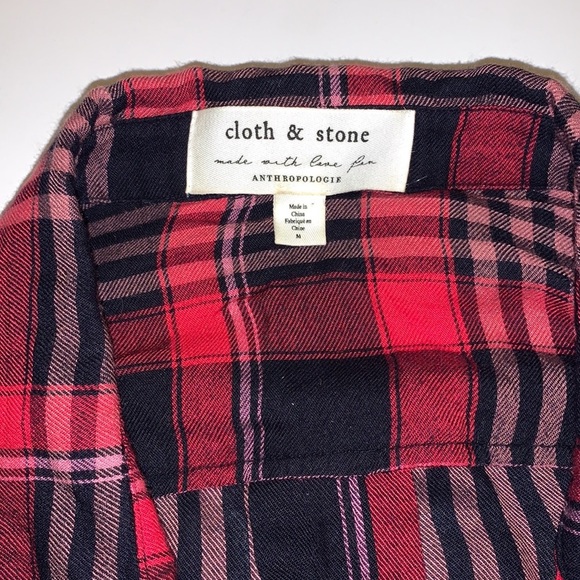 cloth & stone
made with love for
ANTHROPOLOGIE
Made in
China
Fabriqué en
Chine
M